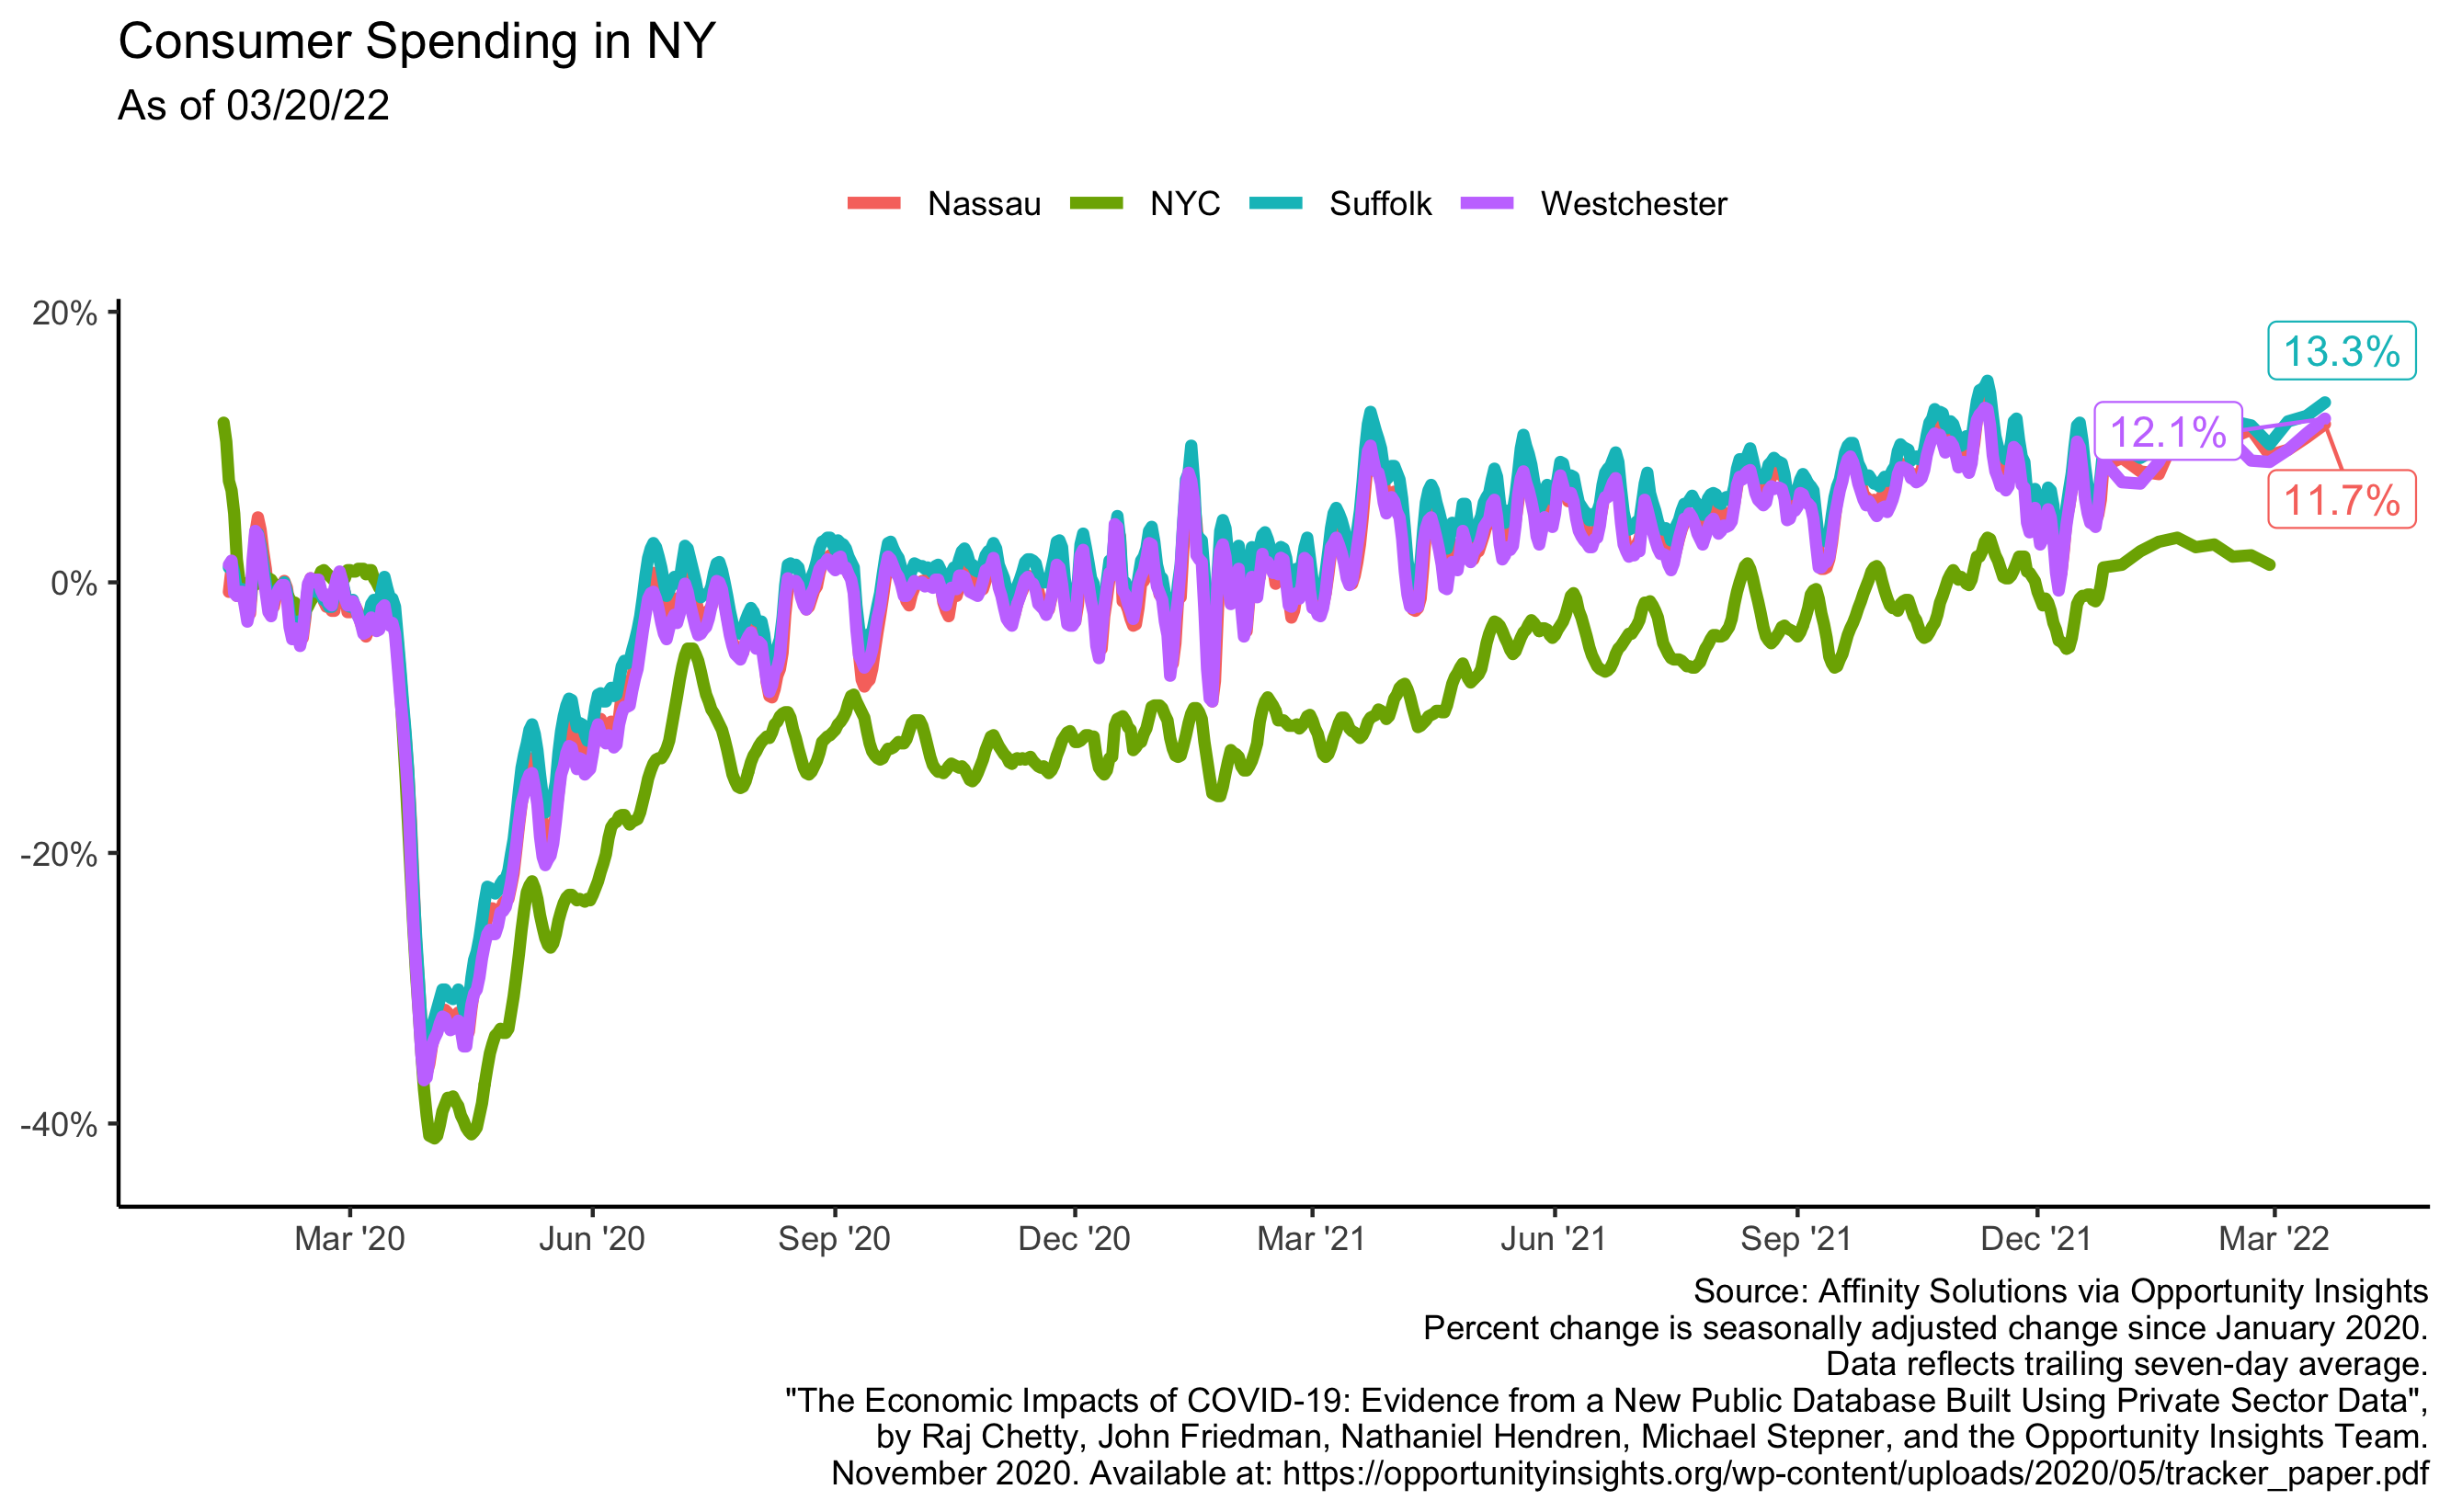 Consumer Spending in NY
As of 03/20/22
Nassau NYC Suffolk Westchester
20%
0%
-20%
-40%
13.3%
12.1%
11.7%
Mar '20 Jun '20 Sep '20 Dec '20 Mar '21 Jun '21 Sep '21 Dec '21 Mar '22
Source: Affinity Solutions via Opportunity Insights
Percent change is seasonally adjusted change since January 2020.
Data reflects trailing seven-day average.
"The Economic Impacts of COVID-19: Evidence from a New Public Database Built Using Private Sector Data",
by Raj Chetty, John Friedman, Nathaniel Hendren, Michael Stepner, and the Opportunity Insights Team.
November 2020. Available at: https://opportunityinsights.org/wp-content/uploads/2020/05/tracker_paper.pdf